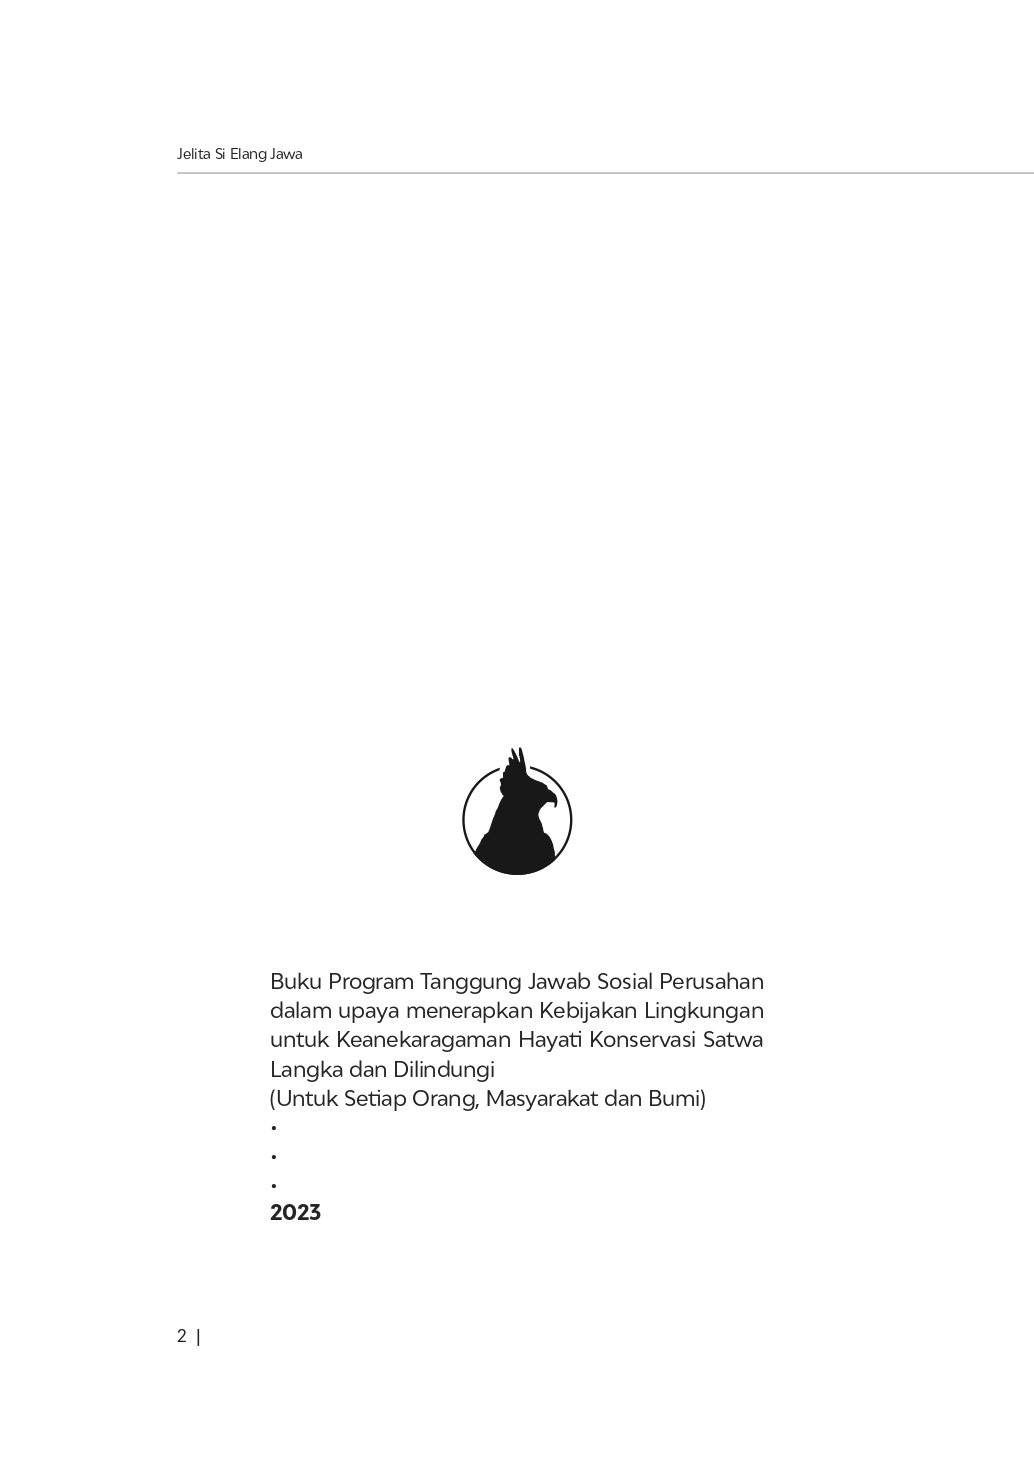 Jelita Si Elang Jawa
Buku Program Tanggung Jawab Sosial Perusahan
dalam upaya menerapkan Kebijakan Lingkungan
untuk Keanekaragaman Hayati Konservasi Satwa
Langka dan Dilindungi
(Untuk Setiap Orang, Masyarakat dan Bumi)
•
•
•
2023
2 |